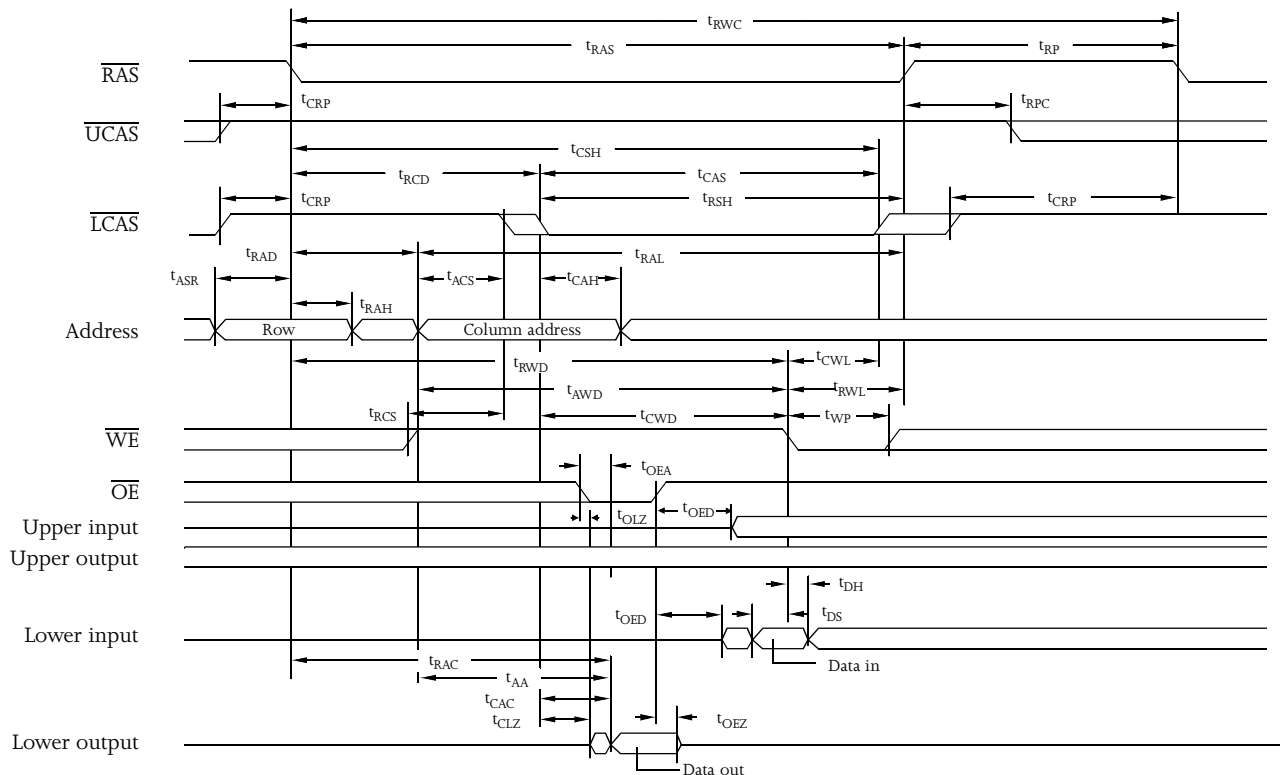 tRWC
tRAS tRP
RAS
tCRP tRPC
UCAS
tCSH
tRCD tCAS
tCRP tRSH tCRP
LCAS
tRAD tRAL
tASR tACS tCAH
tRAH
Address Row Column address
tRWD tCWL
tAWD tRWL
tRCS tCWD tWP
WE
tOEA
OE
tOLZ tOED
Upper input
Upper output
tDH
tOED tDS
Lower input
Data in
tRAC
tAA
tCAC
tCLZ tOEZ
Lower output
Data out